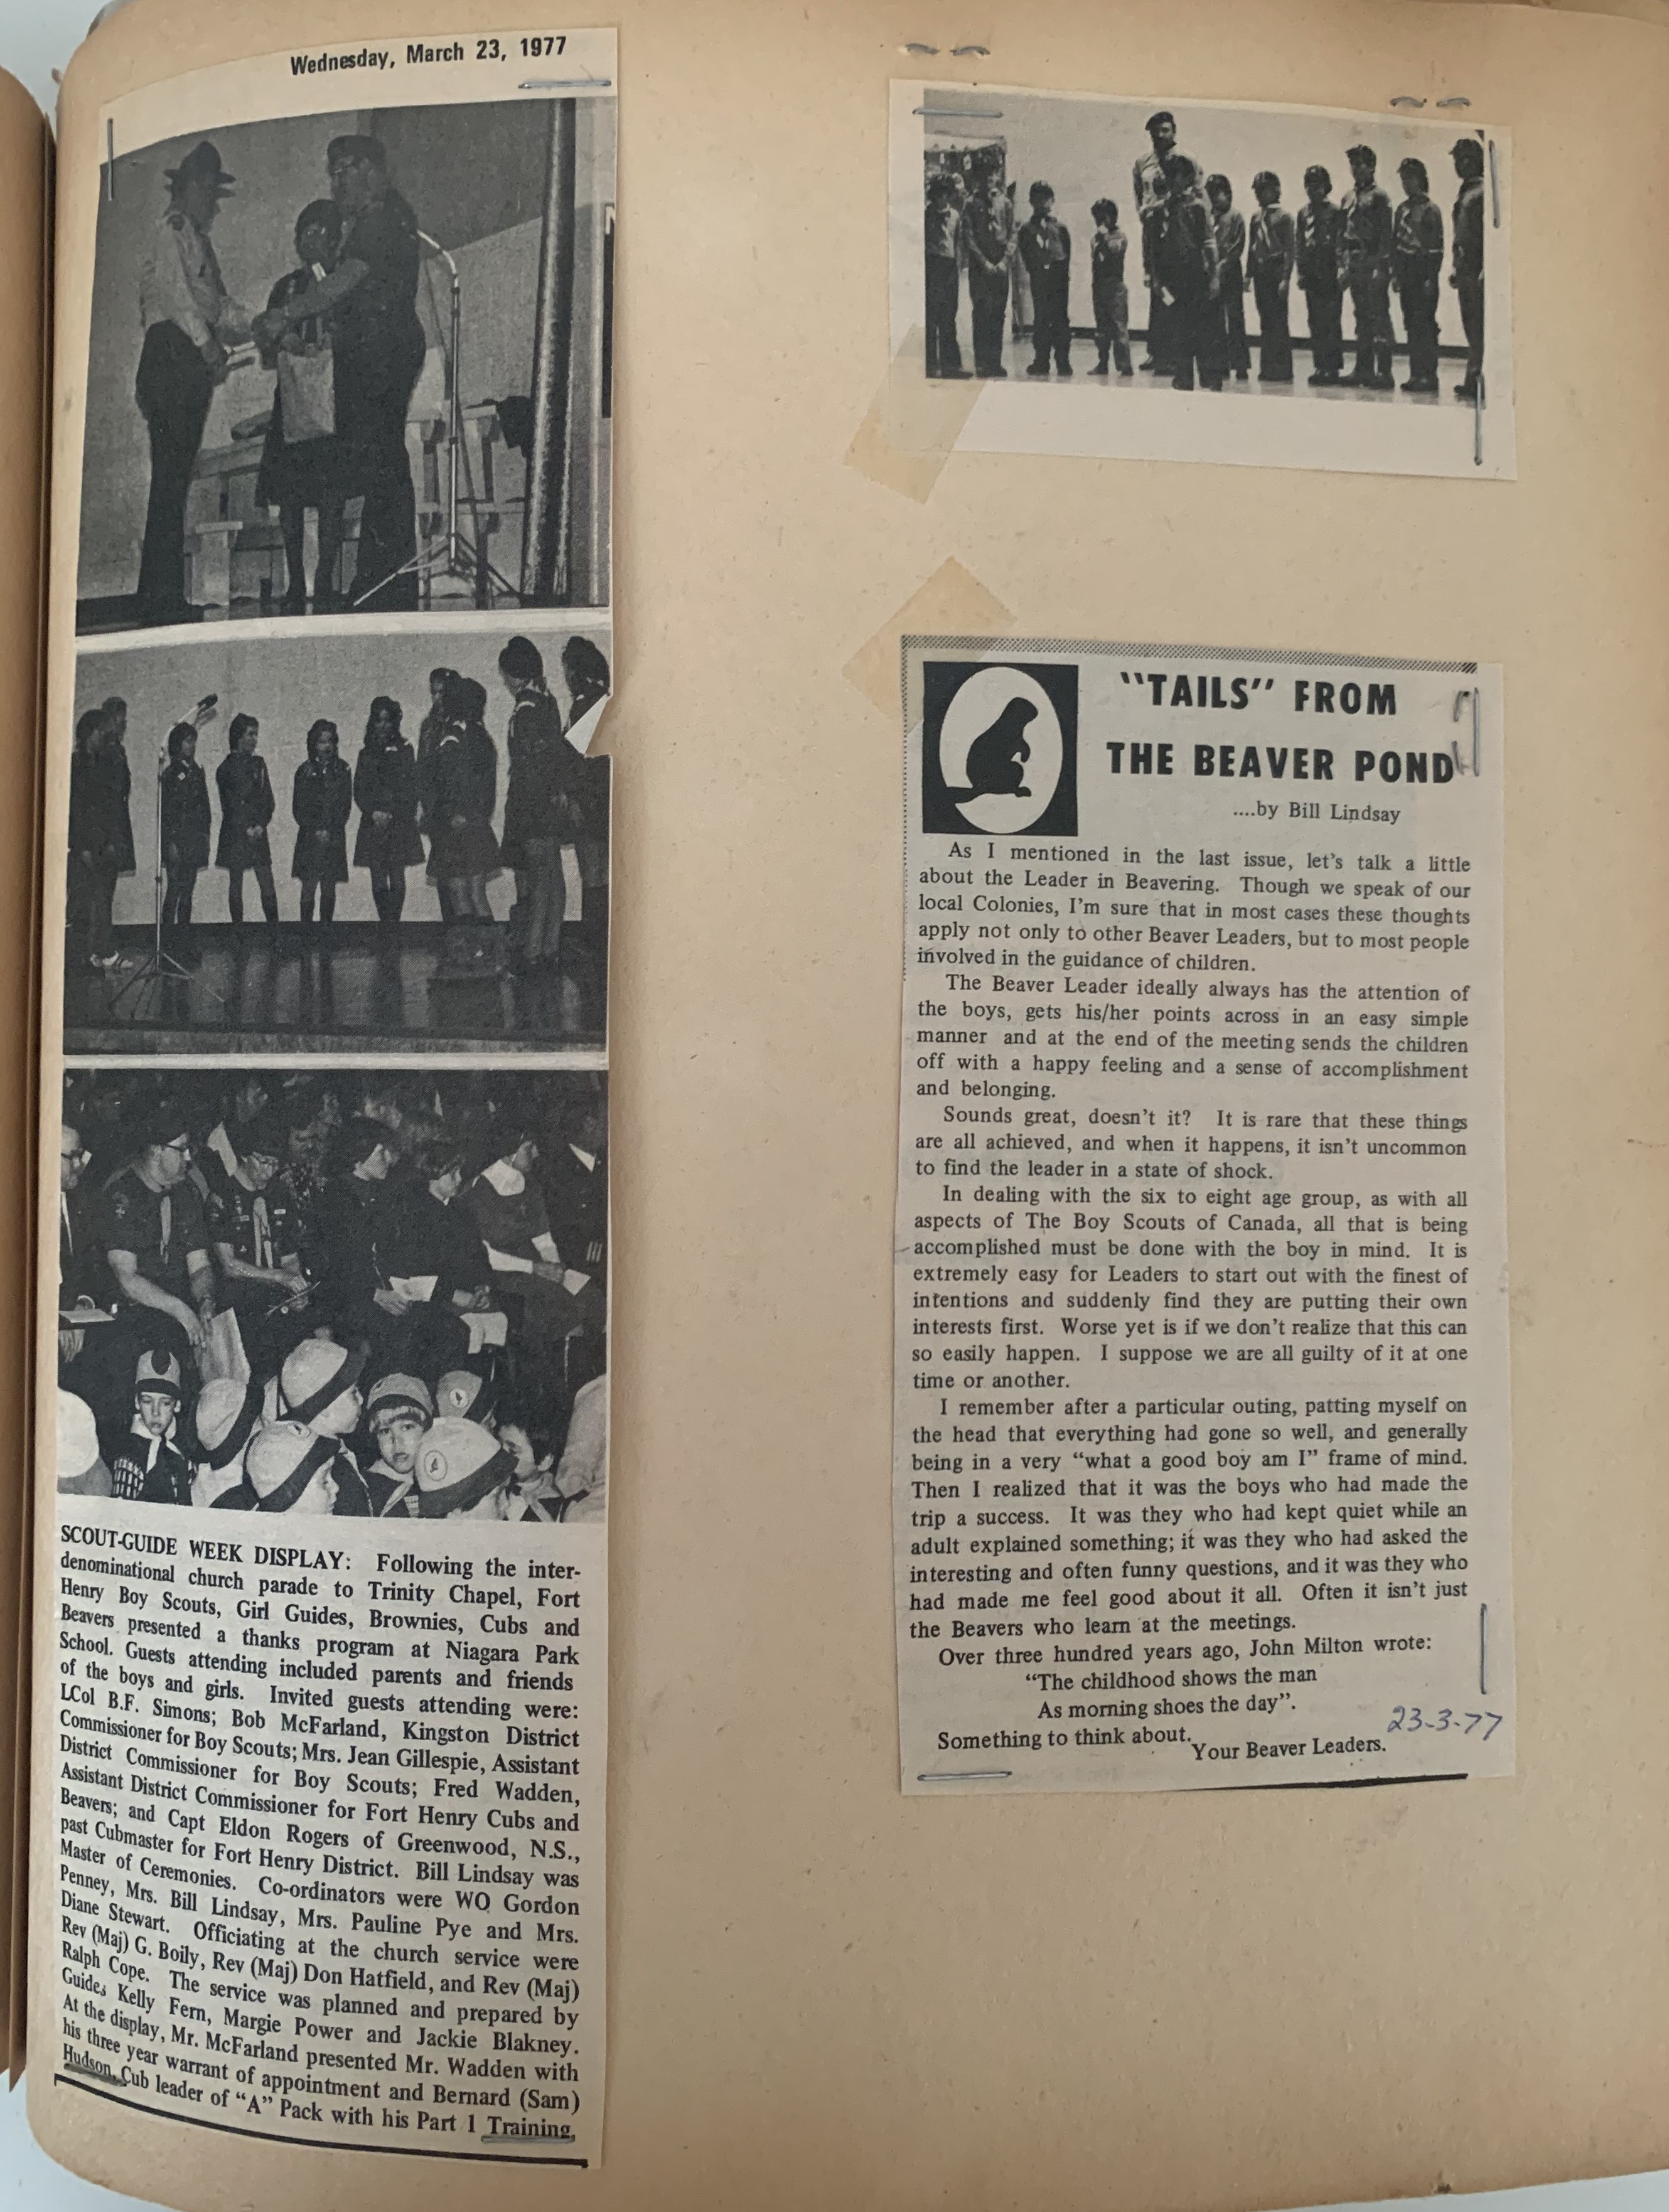 Wednesday, March 23, 1977
SCOUT-GUIDE WEEK DISPLAY: Following the inter-
denominational church parade to Trinity Chapel, Fort
Henry Boy Scouts, Girl Guides, Brownies, Cubs and
Beavers presented a thanks program at Niagara Park
School. Guests attending included parents and friends
of the boys and girls. Invited guests attending were:
LCol B.F. Simons; Bob McFarland, Kingston District
Commissioner for Boy Scouts; Mrs. Jean Gillespie, Assistant
District Commissioner for Boy Scouts; Fred Wadden,
Assistant District Commissioner for Fort Henry Cubs and
Beavers; and Capt Eldon Rogers of Greenwood, N.S.,
past Cubmaster for Fort Henry District. Bill Lindsay was
Master of Ceremonies. Co-ordinators were WO Gordon
Penney, Mrs. Bill Lindsay, Mrs. Pauline Pye and Mrs.
Diane Stewart. Officiating at the church service were
Rev (Maj) G. Boily, Rev (Maj) Don Hatfield, and Rev (Maj)
Ralph Cope. The service was planned and prepared by
Guides Kelly Fern, Margie Power and Jackie Blakney.
At the display, Mr. McFarland presented Mr. Wadden with
his three year warrant of appointment and Bernard (Sam)
Hudson, Cub leader of "A" Pack with his Part 1 Training.
"TAILS" FROM
THE BEAVER POND
....by Bill Lindsay
As I mentioned in the last issue, let's talk a little
about the Leader in Beavering. Though we speak of our
local Colonies, I'm sure that in most cases these thoughts
apply not only to other Beaver Leaders, but to most people
involved in the guidance of children.
The Beaver Leader ideally always has the attention of
the boys, gets his/her points across in an easy simple
manner and at the end of the meeting sends the children
off with a happy feeling and a sense of accomplishment
and belonging.
Sounds great, doesn't it? It is rare that these things
are all achieved, and when it happens, it isn't uncommon
to find the leader in a state of shock.
In dealing with the six to eight age group, as with all
aspects of The Boy Scouts of Canada, all that is being
accomplished must be done with the boy in mind. It is
extremely easy for Leaders to start out with the finest of
intentions and suddenly find they are putting their own
interests first. Worse yet is if we don't realize that this can
so easily happen. I suppose we are all guilty of it at one
time or another.
I remember after a particular outing, patting myself on
the head that everything had gone so well, and generally
being in a very "what a good boy am I" frame of mind.
Then I realized that it was the boys who had made the
trip a success. It was they who had kept quiet while an
adult explained something; it was they who had asked the
interesting and often funny questions, and it was they who
had made me feel good about it all. Often it isn't just
the Beavers who learn at the meetings.
Over three hundred years ago, John Milton wrote:
"The childhood shows the man
As morning shoes the day".
Something to think about.
Your Beaver Leaders.
23-3-77